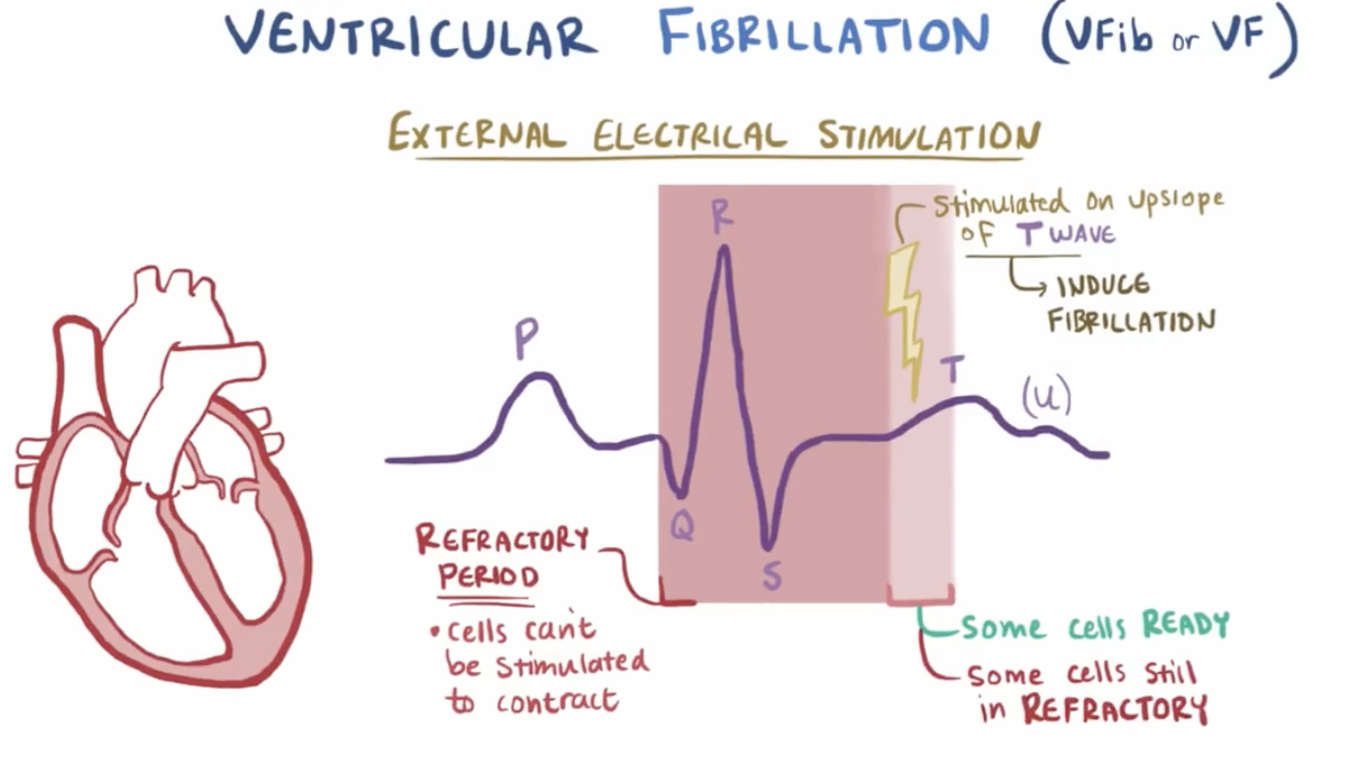 VENTRICULAR FIBRILLATION (VFib or VF)
EXTERNAL ELECTRICAL STIMULATION
R
Stimulated on upslope
of T WAVE
INDUCE
FIBRILLATION
P
T
(U)
Q
S
REFRACTORY
PERIOD
• cells can't
be stimulated
to contract
Some cells READY
Some cells still
in REFRACTORY